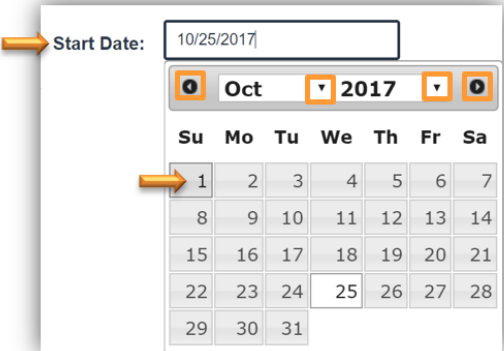 Start Date: 10/25/2017
Oct 2017
Su Mo Tu We Th Fr Sa
1 2 3 4 5 6 7
8 9 10 11 12 13 14
15 16 17 18 19 20 21
22 23 24 25 26 27 28
29 30 31